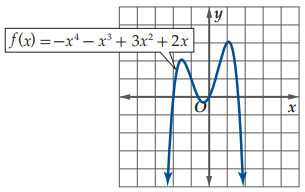 y
f(x) = −x⁴ − x³ + 3x² + 2x
O
x